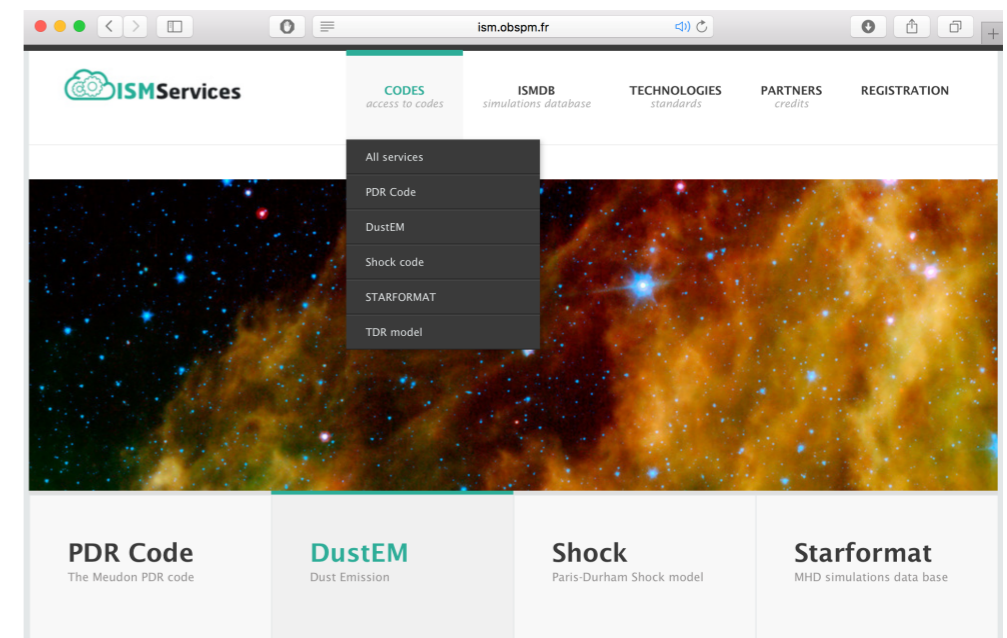 ism.obspm.fr
ISMServices
CODES
access to codes
ISMDB
simulations database
TECHNOLOGIES
standards
PARTNERS
credits
REGISTRATION
All services
PDR Code
DustEM
Shock code
STARFORMAT
TDR model
PDR Code
The Meudon PDR code
DustEM
Dust Emission
Shock
Paris-Durham Shock model
Starformat
MHD simulations data base